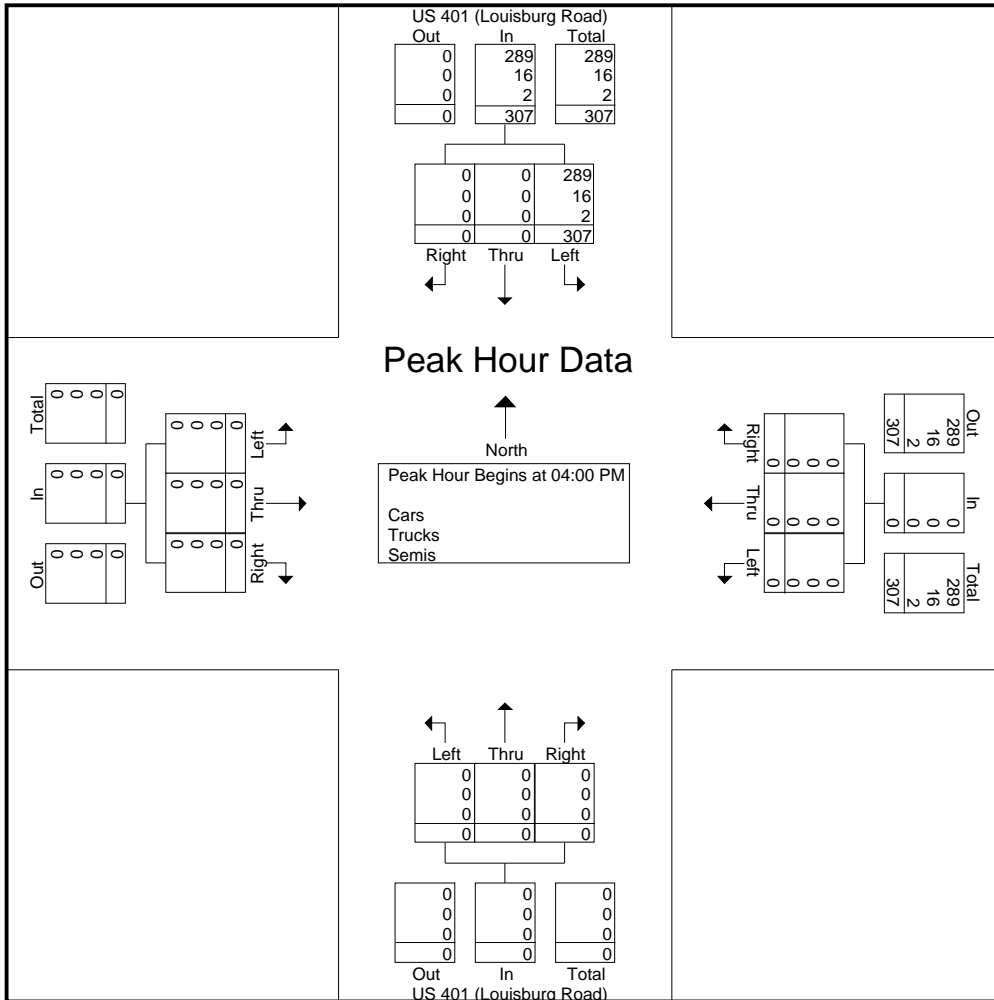 US 401 (Louisburg Road)
Out In Total
0 289 289
0 16 16
0 2 2
0 307 307
0 0 289
0 0 16
0 0 2
0 0 307
Right Thru Left
Peak Hour Data
North
Peak Hour Begins at 04:00 PM
Cars
Trucks
Semis
Total
0 0 0 0
In
0 0 0 0
Out
0 0 0 0
Left
0 0 0 0
Thru
0 0 0 0
Right
0 0 0 0
Right
0 0 0 0
Thru
0 0 0 0
Left
0 0 0 0
Out
289
16
2
307
In
0 0 0 0
Total
289
16
2
307
Left Thru Right
0 0 0
0 0 0
0 0 0
0 0 0
0 0 0
0 0 0
0 0 0
0 0 0
Out In Total
US 401 (Louisburg Road)